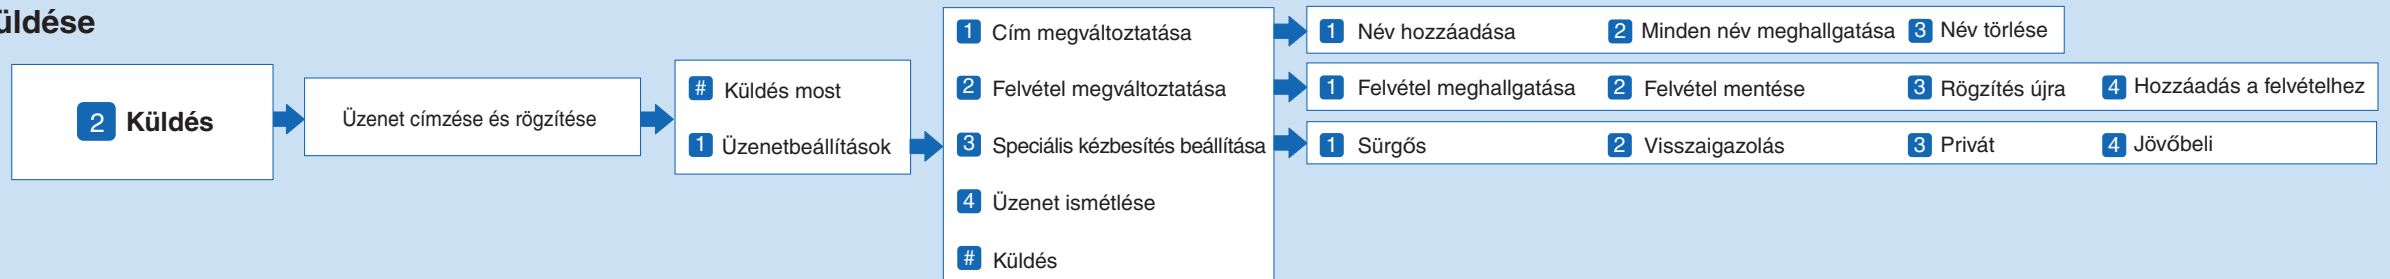 üldése
2 Küldés
Üzenet címzése és rögzítése
# Küldés most
1 Üzenetbeállítások
1 Cím megváltoztatása
2 Felvétel megváltoztatása
3 Speciális kézbesítés beállítása
4 Üzenet ismétlése
# Küldés
1 Név hozzáadása 2 Minden név meghallgatása 3 Név törlése
1 Felvétel meghallgatása 2 Felvétel mentése 3 Rögzítés újra 4 Hozzáadás a felvételhez
1 Sürgős 2 Visszaigazolás 3 Privát 4 Jövőbeli